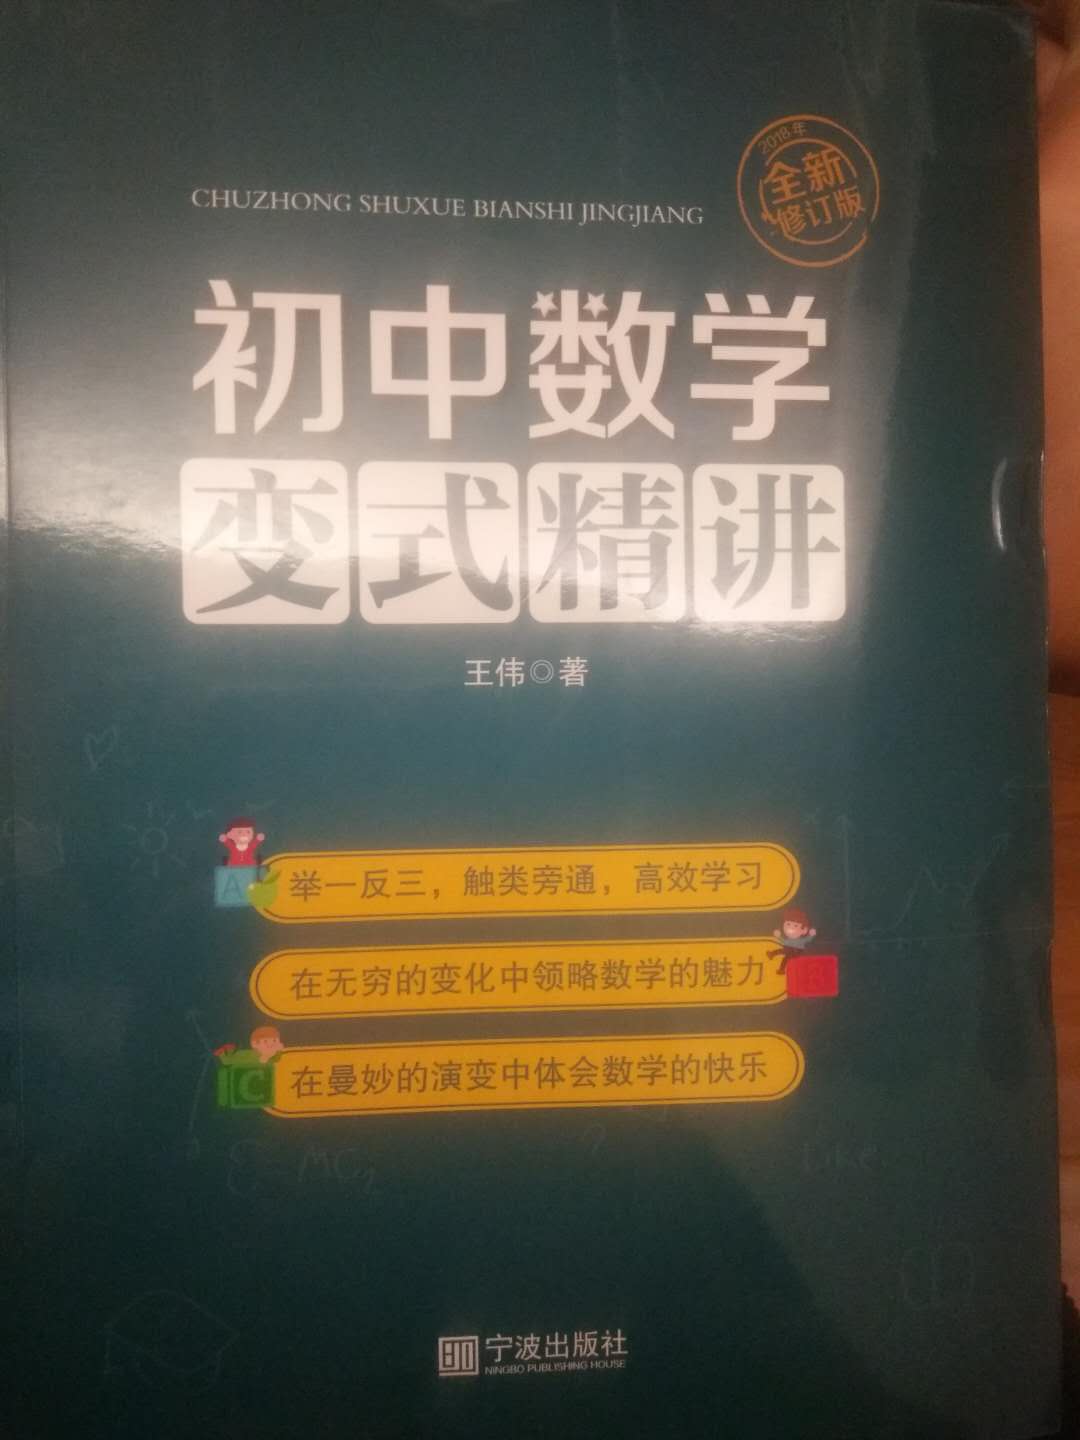 2018年
全新
修订版
CHUZHONG SHUXUE BIANSHI JINGJIANG
初中数学
变式精讲
王伟◎著
A
举一反三，触类旁通，高效学习
在无穷的变化中领略数学的魅力
B
在曼妙的演变中体会数学的快乐
C
like
宁波出版社
NINGBO PUBLISHING HOUSE